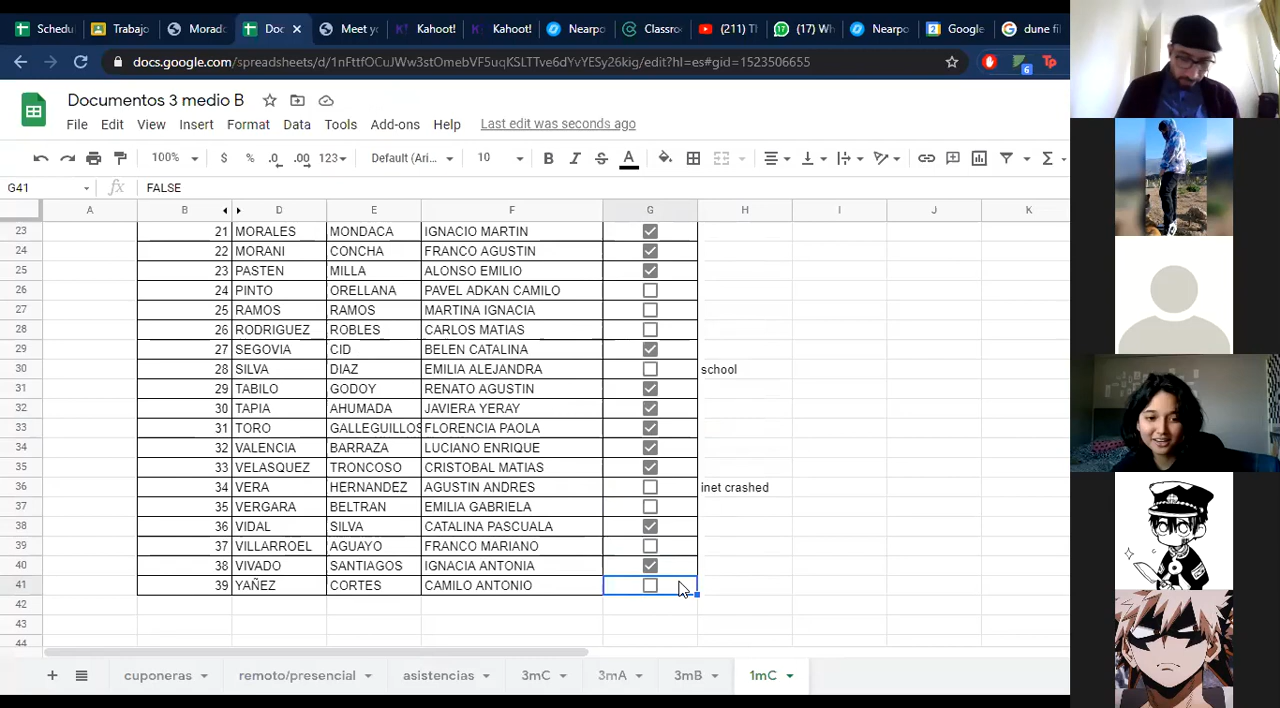 Schedul
Trabajo
Morado
Doc
Meet yo
Kahoot!
Kahoot!
Nearpo
Classro
(211) Th
(17) Wh
Nearpo
Google
dune fil
docs.google.com/spreadsheets/d/1nFttfOCuJWw3stOmebVF5uqKSLTTve6dYvYESy26kig/edit?hl=es#gid=1523506655
6
Tp
Documentos 3 medio B
File Edit View Insert Format Data Tools Add-ons Help Last edit was seconds ago
100% $ % .0 .00 123 Default (Ari... 10 B I S A Σ
G41 fx FALSE
A B D E F G H I J K
23 21 MORALES MONDACA IGNACIO MARTIN
24 22 MORANI CONCHA FRANCO AGUSTIN
25 23 PASTEN MILLA ALONSO EMILIO
26 24 PINTO ORELLANA PAVEL ADKAN CAMILO
27 25 RAMOS RAMOS MARTINA IGNACIA
28 26 RODRIGUEZ ROBLES CARLOS MATIAS
29 27 SEGOVIA CID BELEN CATALINA
30 28 SILVA DIAZ EMILIA ALEJANDRA school
31 29 TABILO GODOY RENATO AGUSTIN
32 30 TAPIA AHUMADA JAVIERA YERAY
33 31 TORO GALLEGUILLOS FLORENCIA PAOLA
34 32 VALENCIA BARRAZA LUCIANO ENRIQUE
35 33 VELASQUEZ TRONCOSO CRISTOBAL MATIAS
36 34 VERA HERNANDEZ AGUSTIN ANDRES inet crashed
37 35 VERGARA BELTRAN EMILIA GABRIELA
38 36 VIDAL SILVA CATALINA PASCUALA
39 37 VILLARROEL AGUAYO FRANCO MARIANO
40 38 VIVADO SANTIAGOS IGNACIA ANTONIA
41 39 YAÑEZ CORTES CAMILO ANTONIO
42
43
44
cuponeras remoto/presencial asistencias 3mC 3mA 3mB 1mC